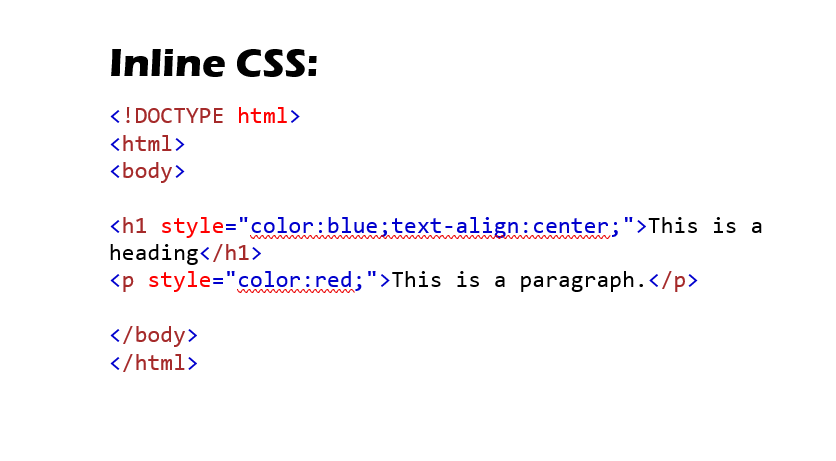 Inline CSS:
<!DOCTYPE html>
<html>
<body>
<h1 style="color:blue;text-align:center;">This is a
heading</h1>
<p style="color:red;">This is a paragraph.</p>
</body>
</html>